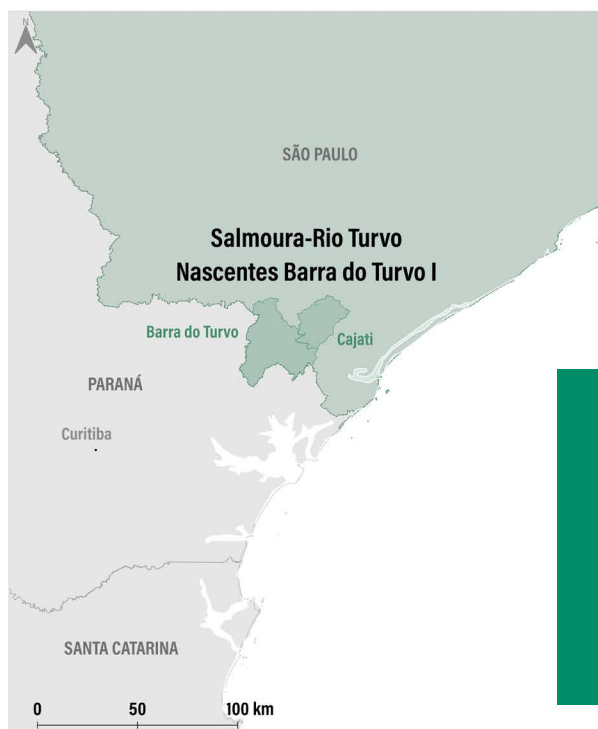 N
SÃO PAULO
Salmoura-Rio Turvo
Nascentes Barra do Turvo I
Barra do Turvo
Cajati
PARANÁ
Curitiba
SANTA CATARINA
0 50 100 km